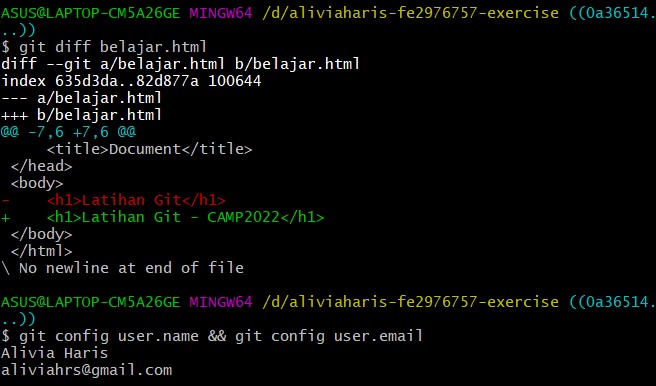 ASUS@LAPTOP-CM5A26GE MINGW64 /d/aliviaharis-fe2976757-exercise ((0a36514.
..))
$ git diff belajar.html
diff --git a/belajar.html b/belajar.html
index 635d3da..82d877a 100644
--- a/belajar.html
+++ b/belajar.html
@@ -7,6 +7,6 @@
     <title>Document</title>
 </head>
 <body>
-    <h1>Latihan Git</h1>
+    <h1>Latihan Git - CAMP2022</h1>
 </body>
 </html>
\ No newline at end of file
ASUS@LAPTOP-CM5A26GE MINGW64 /d/aliviaharis-fe2976757-exercise ((0a36514.
..))
$ git config user.name && git config user.email
Alivia Haris
aliviahrs@gmail.com